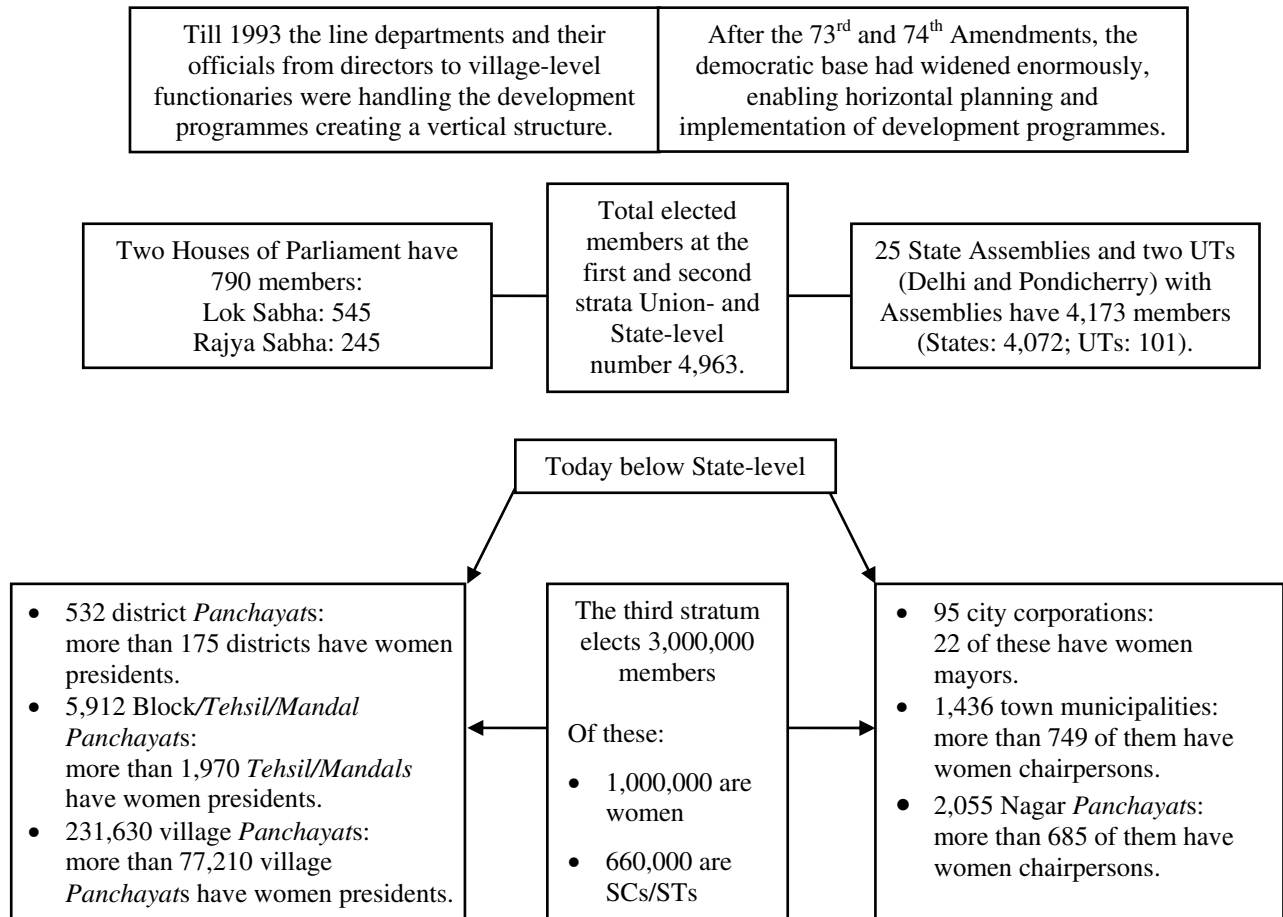 Till 1993 the line departments and their
officials from directors to village-level
functionaries were handling the development
programmes creating a vertical structure.
After the 73rd and 74th Amendments, the
democratic base had widened enormously,
enabling horizontal planning and
implementation of development programmes.
Two Houses of Parliament have
790 members:
Lok Sabha: 545
Rajya Sabha: 245
Total elected
members at the
first and second
strata Union- and
State-level
number 4,963.
25 State Assemblies and two UTs
(Delhi and Pondicherry) with
Assemblies have 4,173 members
(States: 4,072; UTs: 101).
Today below State-level
• 532 district Panchayats:
more than 175 districts have women
presidents.
• 5,912 Block/Tehsil/Mandal
Panchayats:
more than 1,970 Tehsil/Mandals
have women presidents.
• 231,630 village Panchayats:
more than 77,210 village
Panchayats have women presidents.
The third stratum
elects 3,000,000
members
Of these:
• 1,000,000 are
women
• 660,000 are
SCs/STs
• 95 city corporations:
22 of these have women
mayors.
• 1,436 town municipalities:
more than 749 of them have
women chairpersons.
• 2,055 Nagar Panchayats:
more than 685 of them have
women chairpersons.